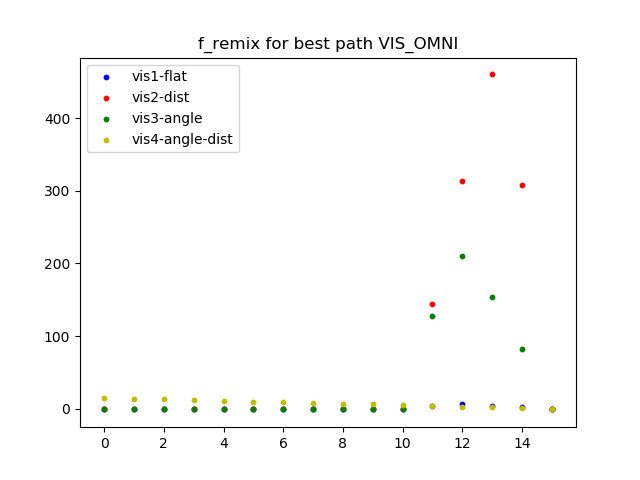 f_remix for best path VIS_OMNI
vis1-flat
vis2-dist
vis3-angle
vis4-angle-dist
400
300
200
100
0
0 2 4 6 8 10 12 14